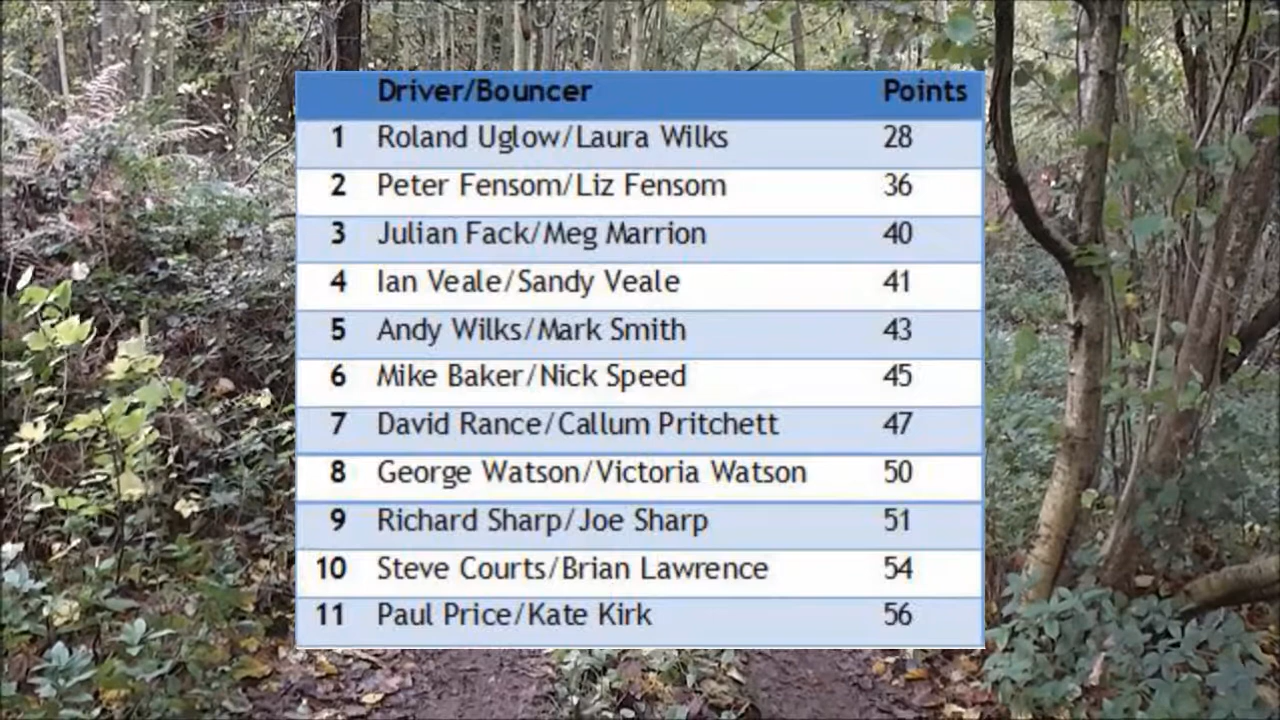 Driver/Bouncer Points
1 Roland Uglow/Laura Wilks 28
2 Peter Fensom/Liz Fensom 36
3 Julian Fack/Meg Marrion 40
4 Ian Veale/Sandy Veale 41
5 Andy Wilks/Mark Smith 43
6 Mike Baker/Nick Speed 45
7 David Rance/Callum Pritchett 47
8 George Watson/Victoria Watson 50
9 Richard Sharp/Joe Sharp 51
10 Steve Courts/Brian Lawrence 54
11 Paul Price/Kate Kirk 56